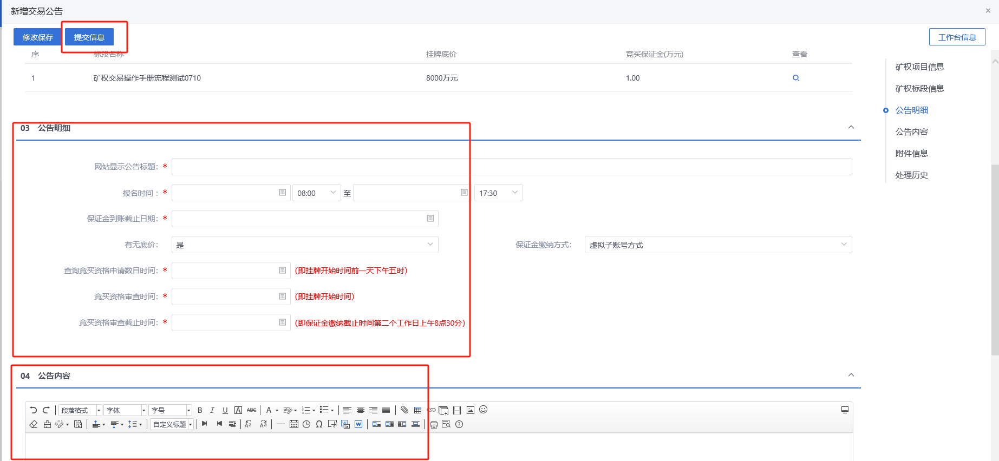 新增交易公告
×
修改保存
提交信息
工作台信息
序
标段名称
挂牌底价
竞买保证金(万元)
查看
1
矿权交易操作手册流程测试0710
8000万元
1.00
矿权项目信息
矿权标段信息
公告明细
公告内容
附件信息
处理历史
03 公告明细
网站显示公告标题：*
报名时间：* 08:00 至 17:30
保证金到账截止日期：*
有无底价： 是
保证金缴纳方式： 虚拟子账号方式
查询竞买资格申请数目时间：* (即挂牌开始时间前一天下午五时)
竞买资格审查时间：* (即挂牌开始时间)
竞买资格审查截止时间：* (即保证金缴纳截止时间第二个工作日上午8点30分)
04 公告内容
段落格式 字体 字号 B I U A ABC A
自定义标题 Aa Aa Ω W